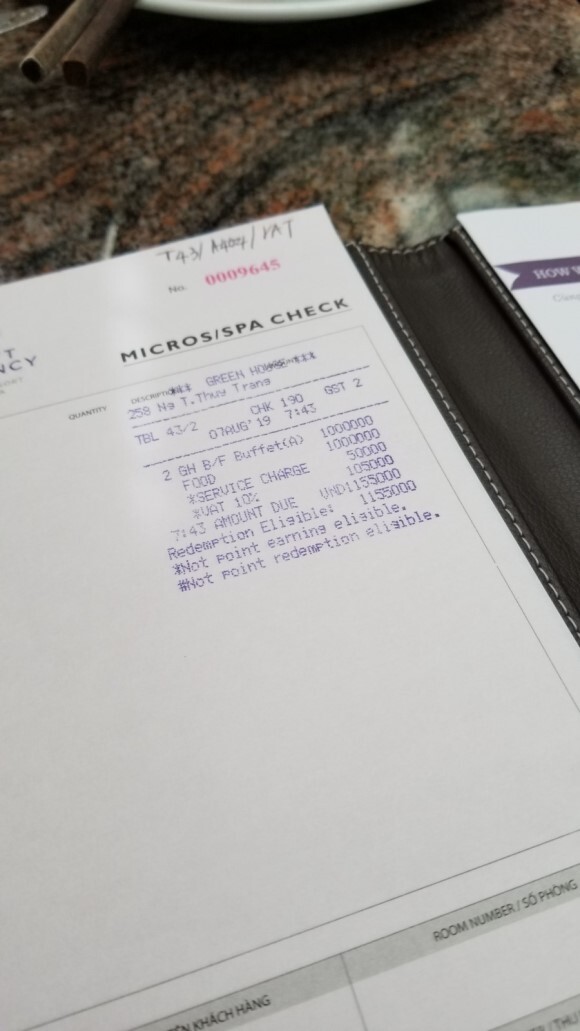 T43/A404/VAT
No. 0009645
HOW
T
NCY
MICROS/SPA CHECK
QUANTITY
*** GREEN HOUSE ***
258 Ng T.Thuy Trang
TBL 43/2 CHK 190 GST 2
07AUG'19 7:43
2 GH B/F Buffet(A) 1000000
FOOD 1000000
*SERVICE CHARGE 50000
*VAT 10% 105000
7:43 AMOUNT DUE VND1155000
Redemption Eligible: 1155000
*Not point earning eligible.
#Not point redemption eligible.
ROOM NUMBER / SỐ PHÒNG
KHÁCH HÀNG